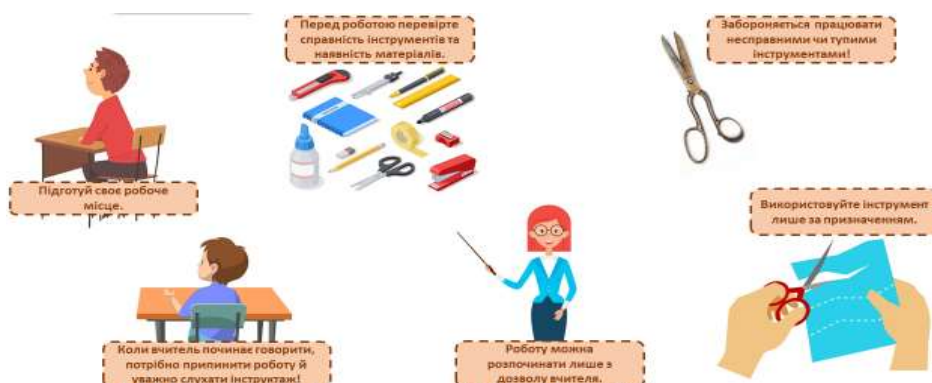 Перед роботою перевірте
справність інструментів та
наявність матеріалів.
Забороняється працювати
несправними чи тупими
інструментами!
Підготуй своє робоче
місце.
Використовуйте інструмент
лише за призначенням.
Коли вчитель починає говорити,
потрібно припинити роботу й
уважно слухати інструктаж!
Роботу можна
розпочинати лише з
дозволу вчителя.